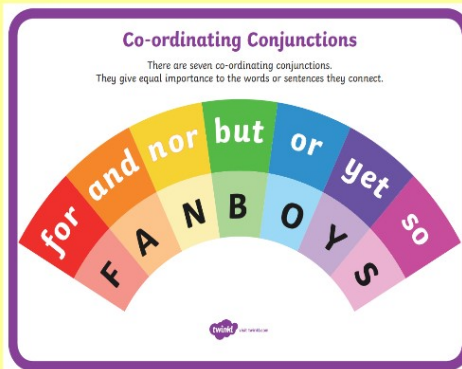 Co-ordinating Conjunctions
There are seven co-ordinating conjunctions.
They give equal importance to the words or sentences they connect.
for and nor but or yet so
F A N B O Y S
twinkl